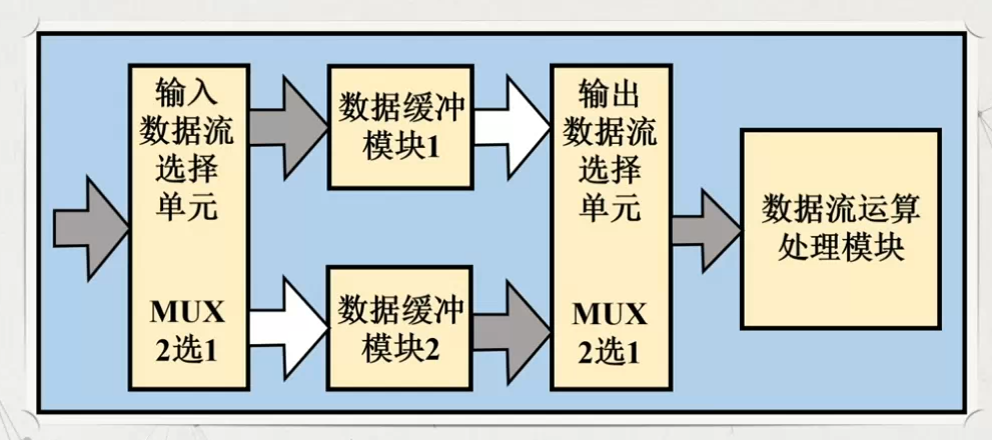 输入
数据流
选择
单元
MUX
2选1
数据缓冲
模块1
数据缓冲
模块2
输出
数据流
选择
单元
MUX
2选1
数据流运算
处理模块